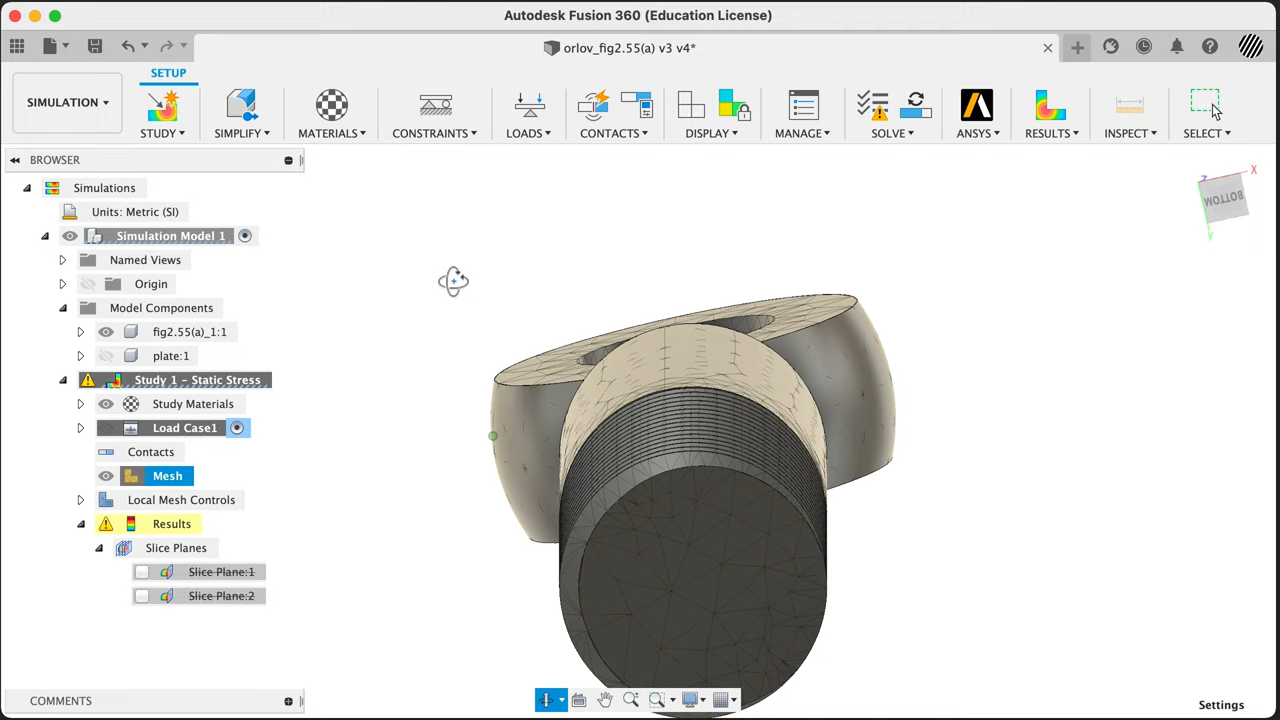 Autodesk Fusion 360 (Education License)
orlov_fig2.55(a) v3 v4*
SETUP
SIMULATION
STUDY
SIMPLIFY
MATERIALS
CONSTRAINTS
LOADS
CONTACTS
DISPLAY
MANAGE
SOLVE
ANSYS
RESULTS
INSPECT
SELECT
BROWSER
Simulations
Units: Metric (SI)
Simulation Model 1
Named Views
Origin
Model Components
fig2.55(a)_1:1
plate:1
Study 1 - Static Stress
Study Materials
Load Case1
Contacts
Mesh
Local Mesh Controls
Results
Slice Planes
Slice Plane:1
Slice Plane:2
X
Z
BOTTOM
Y
COMMENTS
Settings